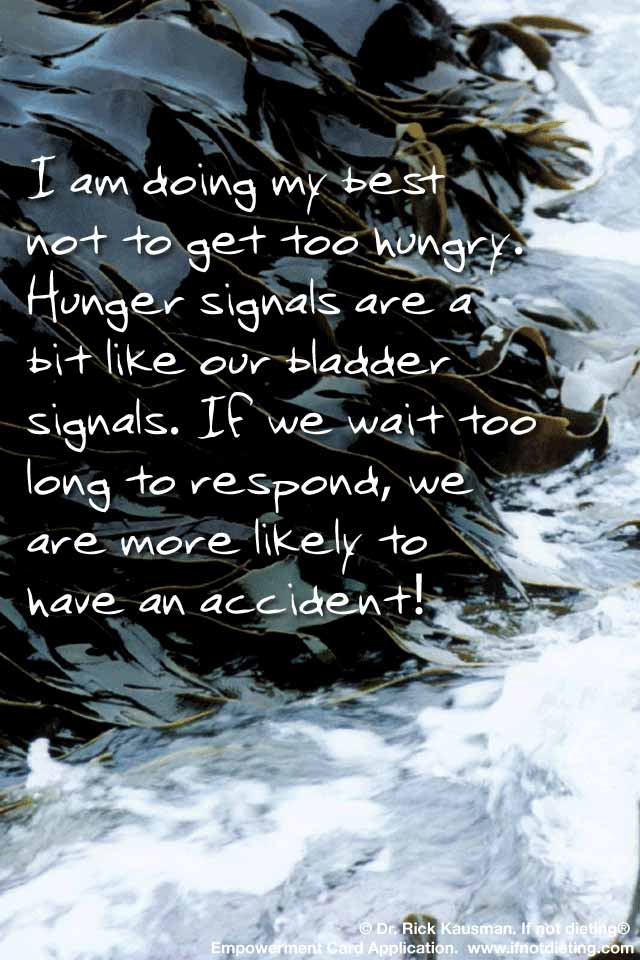 I am doing my best
not to get too hungry.
Hunger signals are a
bit like our bladder
signals. If we wait too
long to respond, we
are more likely to
have an accident!
© Dr. Rick Kausman. If not dieting®
Empowerment Card Application. www.ifnotdieting.com